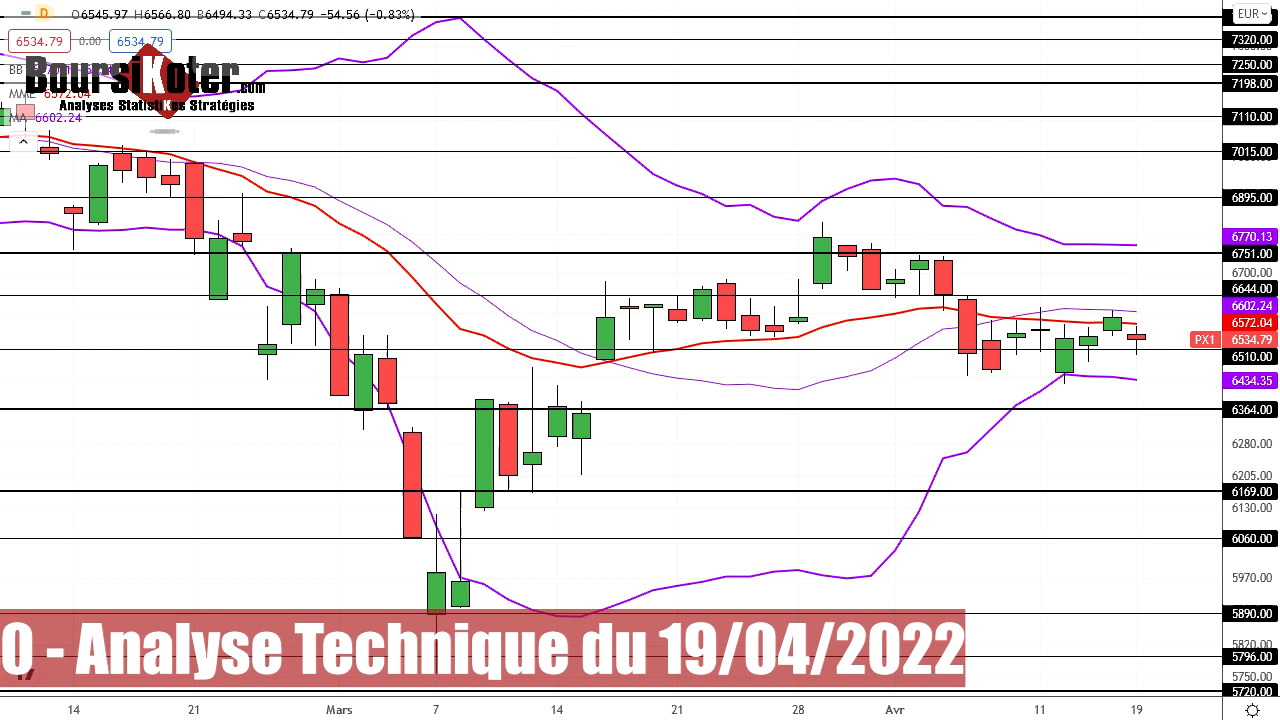 D O6545.97 H6566.80 B6494.33 C6534.79 −54.56 (−0.83%)
EUR
6534.79 0.00 6534.79
BB
BoursiKoter.com
MME 6572.04
Analyses StatistiKes Stratégies
MA 6602.24
7320.00
7250.00
7198.00
7110.00
7015.00
6895.00
6770.13
6751.00
6700.00
6644.00
6602.24
6572.04
PX1 6534.79
6510.00
6434.35
6364.00
6280.00
6205.00
6169.00
6130.00
6060.00
5970.00
5890.00
0 - Analyse Technique du 19/04/2022
5820.00
5796.00
5750.00
5720.00
14 21 Mars 7 14 21 28 Avr 11 19